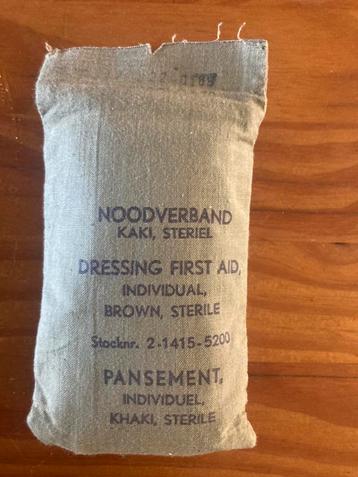 NOODVERBAND
KAKI, STERIEL
DRESSING FIRST AID,
INDIVIDUAL,
BROWN, STERILE
Stocknr. 2-1415-5200
PANSEMENT,
INDIVIDUEL,
KHAKI, STERILE